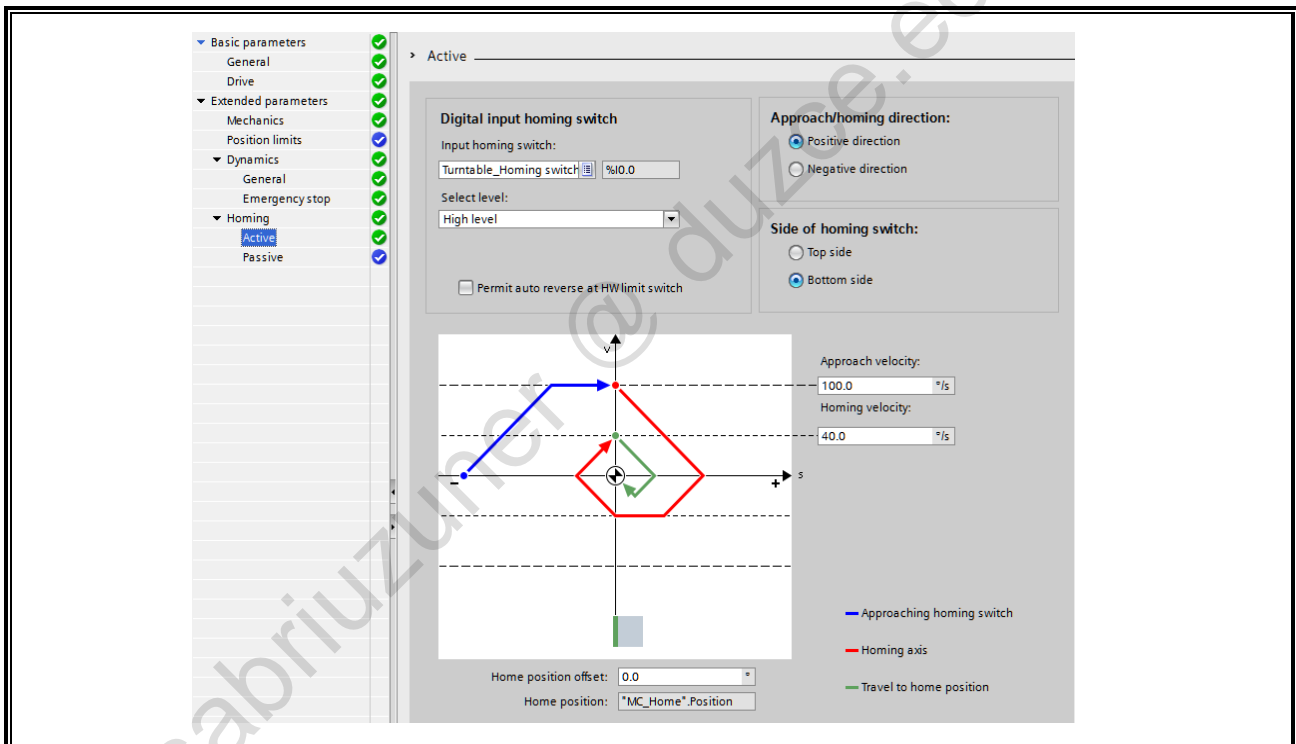 Basic parameters
General
Drive
Extended parameters
Mechanics
Position limits
Dynamics
General
Emergency stop
Homing
Active
Passive
> Active
Digital input homing switch
Input homing switch:
Turntable_Homing switch %I0.0
Select level:
High level
Permit auto reverse at HW limit switch
Approach/homing direction:
Positive direction
Negative direction
Side of homing switch:
Top side
Bottom side
v
- + s
Approach velocity:
100.0 °/s
Homing velocity:
40.0 °/s
Approaching homing switch
Homing axis
Travel to home position
Home position offset: 0.0 °
Home position: "MC_Home".Position
sabriuzuner @ duzce.ed